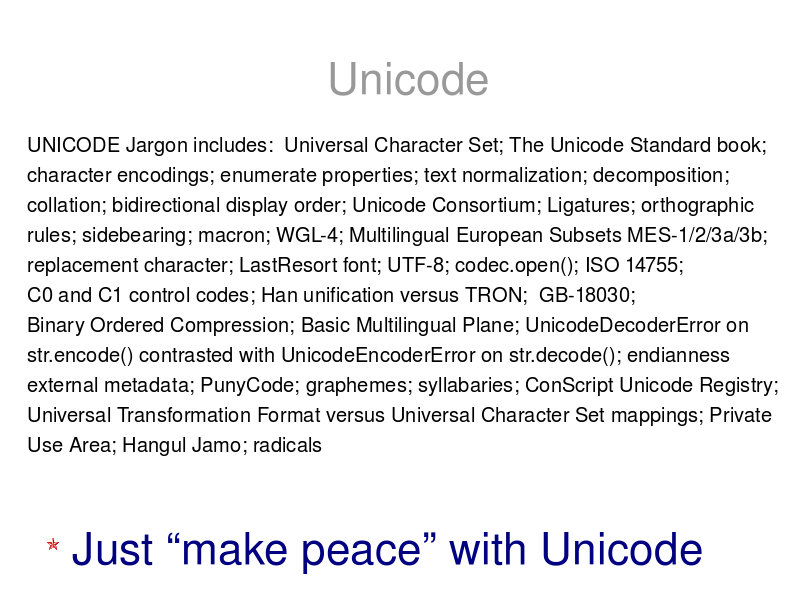 Unicode
UNICODE Jargon includes:  Universal Character Set; The Unicode Standard book;
character encodings; enumerate properties; text normalization; decomposition;
collation; bidirectional display order; Unicode Consortium; Ligatures; orthographic
rules; sidebearing; macron; WGL-4; Multilingual European Subsets MES-1/2/3a/3b;
replacement character; LastResort font; UTF-8; codec.open(); ISO 14755;
C0 and C1 control codes; Han unification versus TRON;  GB-18030;
Binary Ordered Compression; Basic Multilingual Plane; UnicodeDecoderError on
str.encode() contrasted with UnicodeEncoderError on str.decode(); endianness
external metadata; PunyCode; graphemes; syllabaries; ConScript Unicode Registry;
Universal Transformation Format versus Universal Character Set mappings; Private
Use Area; Hangul Jamo; radicals
* Just “make peace” with Unicode